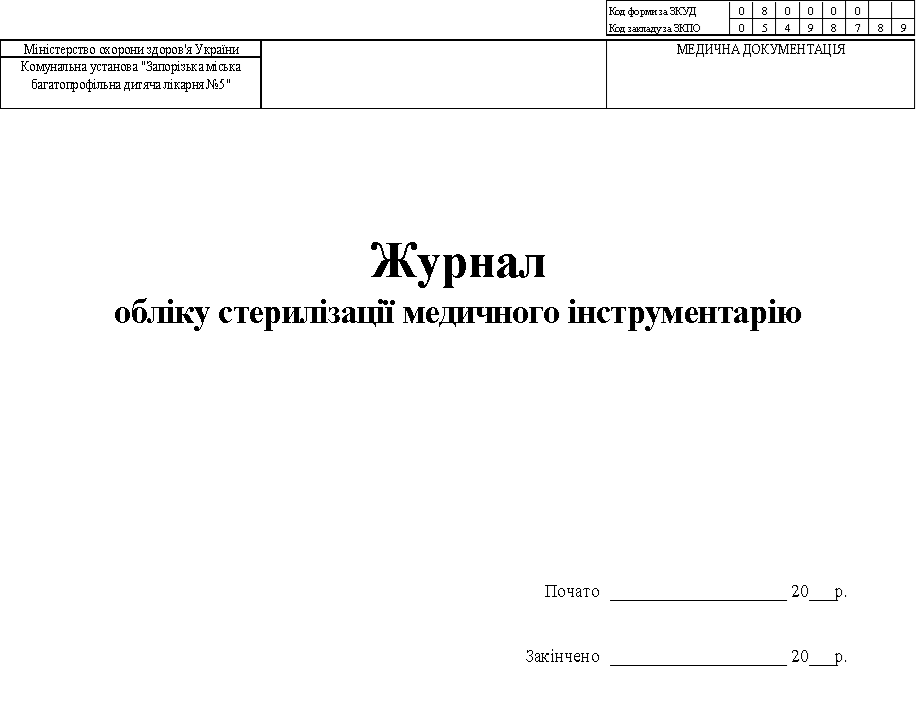 Код форми за ЗКУД 0 8 0 0 0 0
Код закладу за ЗКПО 0 5 4 9 8 7 8 9
Міністерство охорони здоров'я України
Комунальна установа "Запорізька міська
багатопрофільна дитяча лікарня №5"
МЕДИЧНА ДОКУМЕНТАЦІЯ
Журнал
обліку стерилізації медичного інструментарію
Почато ____________________ 20___р.
Закінчено ____________________ 20___р.